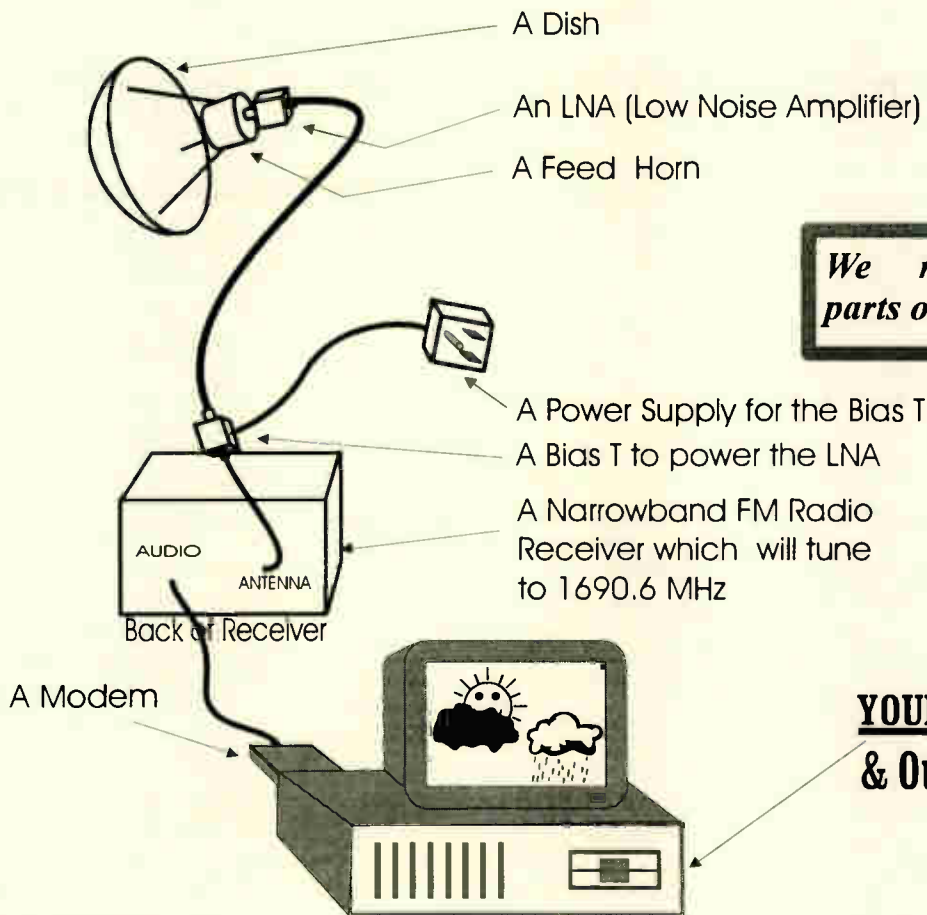 A Dish
An LNA (Low Noise Amplifier)
A Feed Horn
We
parts
A Power Supply for the Bias T
A Bias T to power the LNA
A Narrowband FM Radio
Receiver which will tune
to 1690.6 MHz
AUDIO
ANTENNA
Back of Receiver
A Modem
&